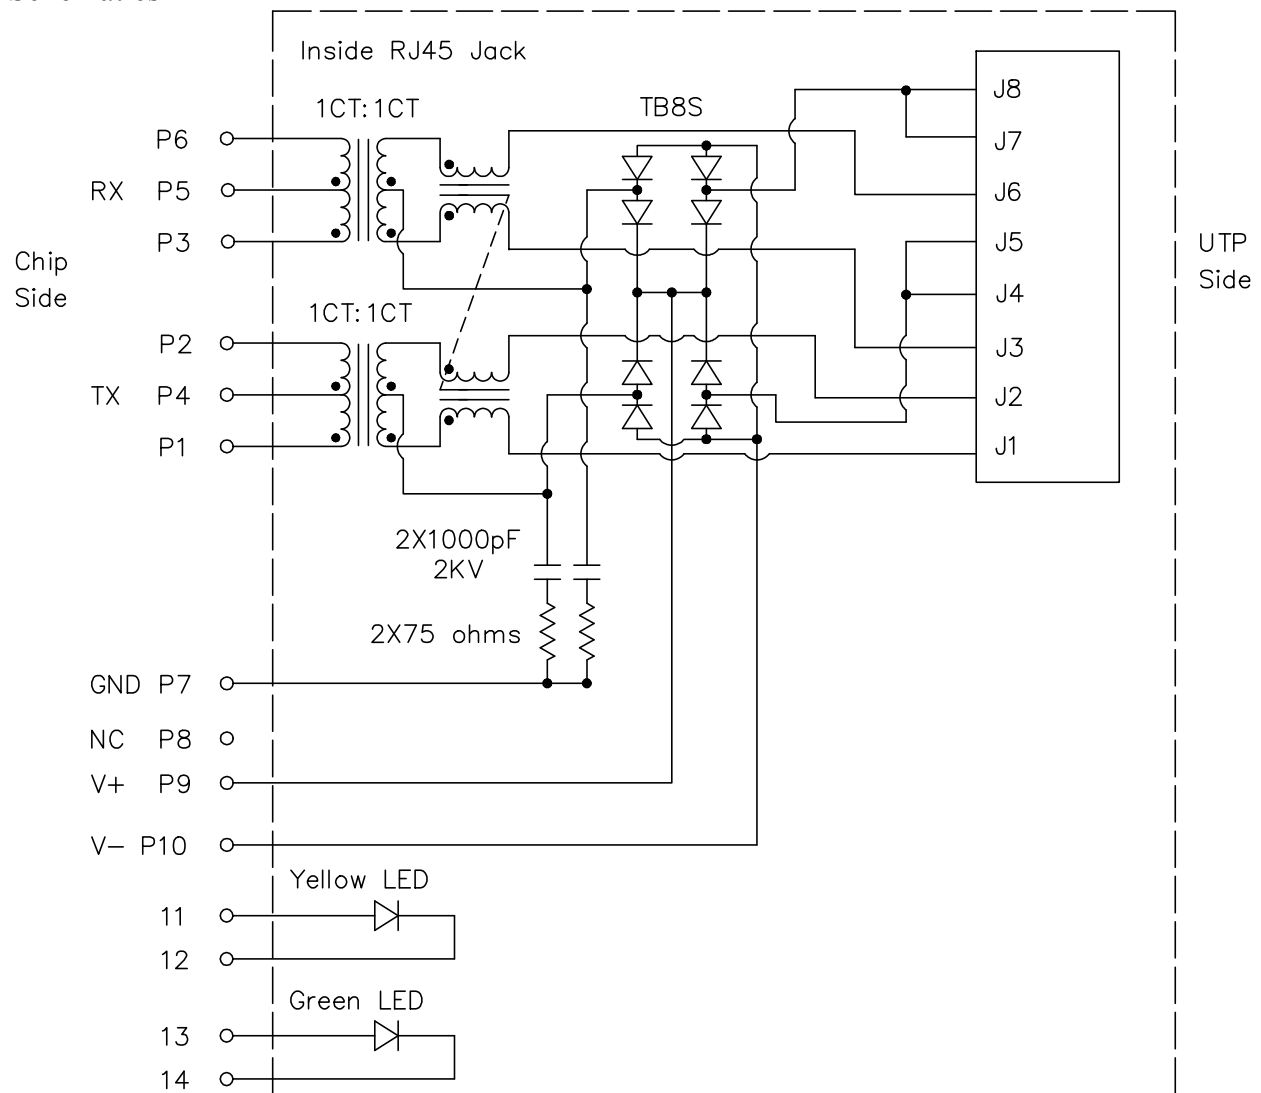 Inside RJ45 Jack
1CT:1CT
TB8S
J8
P6
J7
RX P5
J6
P3
J5
UTP
Side
Chip
Side
J4
1CT:1CT
P2
J3
TX P4
J2
P1
J1
2X1000pF
2KV
2X75 ohms
GND P7
NC P8
V+ P9
V- P10
Yellow LED
11
12
Green LED
13
14